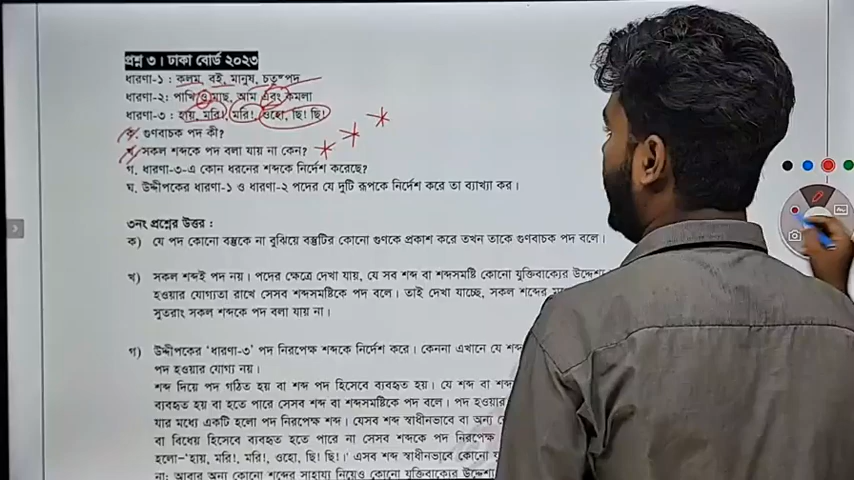 প্রশ্ন ৩। ঢাকা বোর্ড ২০২৩
ধারণা-১ : কলম, বই, মানুষ, চতুষ্পদ
ধারণা-২: পাখি ও মাছ, আম এবং কমলা
ধারণা-৩ : হায়, মরি!, মরি!, ওহো, ছি! ছি!
ক. গুণবাচক পদ কী?
খ. সকল শব্দকে পদ বলা যায় না কেন?
গ. ধারণা-৩-এ কোন ধরনের শব্দকে নির্দেশ করেছে?
ঘ. উদ্দীপকের ধারণা-১ ও ধারণা-২ পদের যে দুটি রূপকে নির্দেশ করে তা ব্যাখ্যা কর।
৩নং প্রশ্নের উত্তর :
ক) যে পদ কোনো বস্তুকে না বুঝিয়ে বস্তুটির কোনো গুণকে প্রকাশ করে তখন তাকে গুণবাচক পদ বলে।
খ) সকল শব্দই পদ নয়। পদের ক্ষেত্রে দেখা যায়, যে সব শব্দ বা শব্দসমষ্টি কোনো যুক্তিবাক্যের উদ্দেশ্য
হওয়ার যোগ্যতা রাখে সেসব শব্দসমষ্টিকে পদ বলে। তাই দেখা যাচ্ছে, সকল শব্দের
সুতরাং সকল শব্দকে পদ বলা যায় না।
গ) উদ্দীপকের 'ধারণা-৩' পদ নিরপেক্ষ শব্দকে নির্দেশ করে। কেননা এখানে যে
পদ হওয়ার যোগ্য নয়।
শব্দ দিয়ে পদ গঠিত হয় বা শব্দ পদ হিসেবে ব্যবহৃত হয়। যে শব্দ বা
ব্যবহৃত হয় বা হতে পারে সেসব শব্দ বা শব্দসমষ্টিকে পদ বলে। পদ হওয়ার
যার মধ্যে একটি হলো পদ নিরপেক্ষ শব্দ। যেসব শব্দ স্বাধীনভাবে বা অন্য
বা বিধেয় হিসেবে ব্যবহৃত হতে পারে না সেসব শব্দকে পদ নিরপেক্ষ
হলো-'হায়, মরি!, মরি!, ওহো, ছি! ছি!' এসব শব্দ স্বাধীনভাবে কোনো
না; আবার অন্য কোনো শব্দের সাহায্য নিয়েও কোনো যুক্তিবাক্যের উদ্দেশ্য